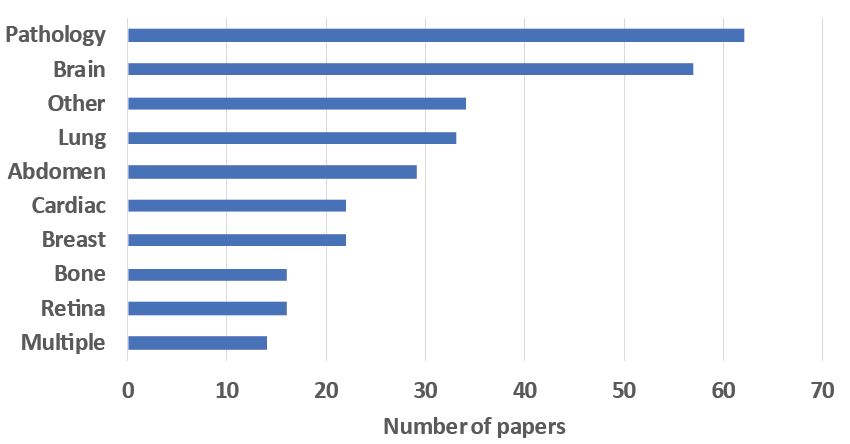 Pathology
Brain
Other
Lung
Abdomen
Cardiac
Breast
Bone
Retina
Multiple
0 10 20 30 40 50 60 70
Number of papers